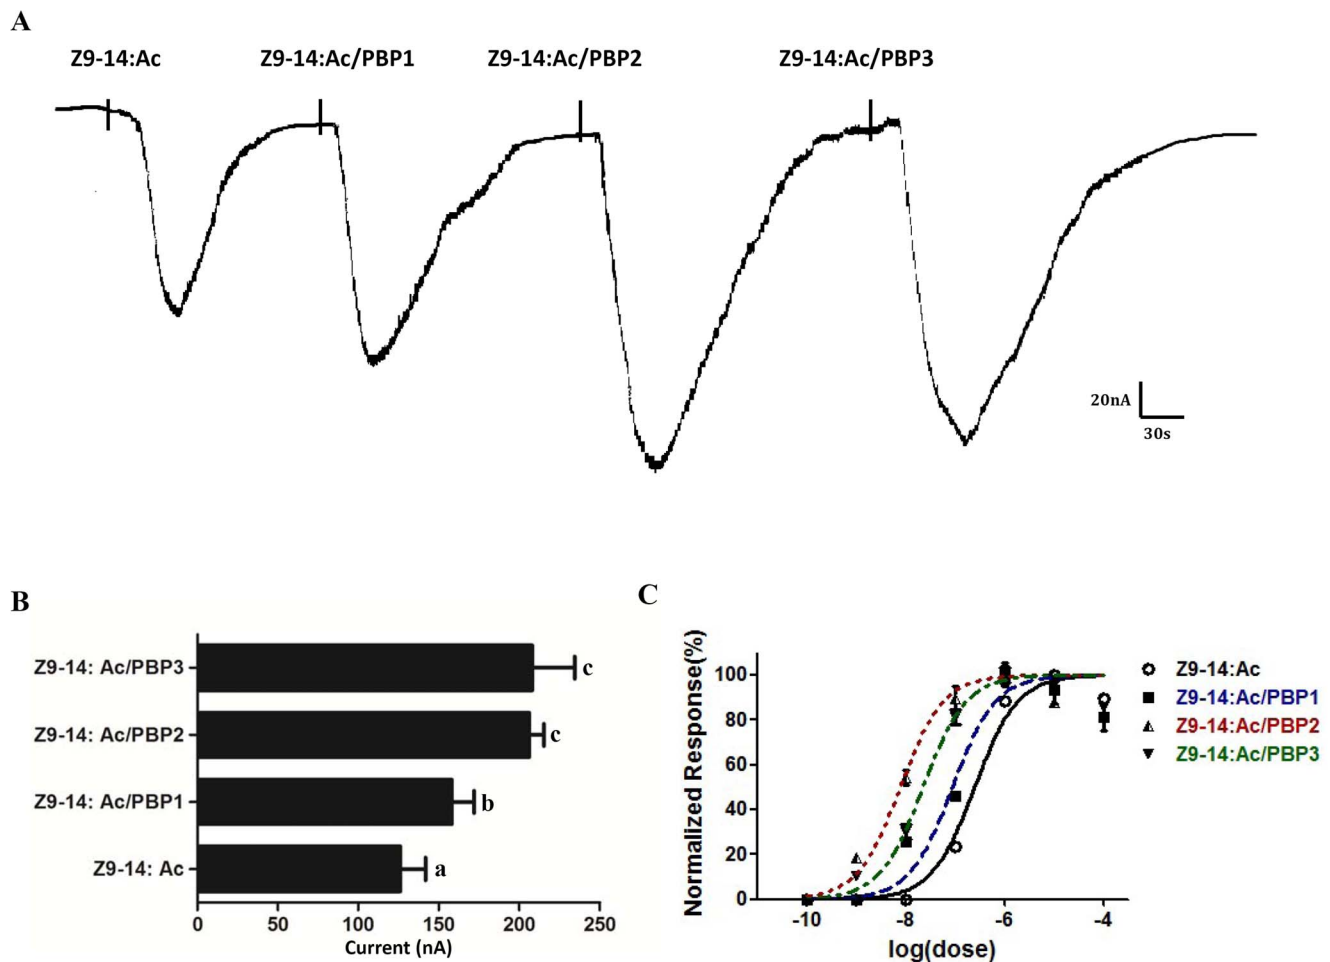 A
Z9-14:Ac Z9-14:Ac/PBP1 Z9-14:Ac/PBP2 Z9-14:Ac/PBP3
20nA
30s
B
Z9-14: Ac/PBP3 c
Z9-14: Ac/PBP2 c
Z9-14: Ac/PBP1 b
Z9-14: Ac a
0 50 100 150 200 250
Current (nA)
C
Normalized Response(%)
100
80
60
40
20
0
-10 -8 -6 -4
log(dose)
Z9-14:Ac
Z9-14:Ac/PBP1
Z9-14:Ac/PBP2
Z9-14:Ac/PBP3